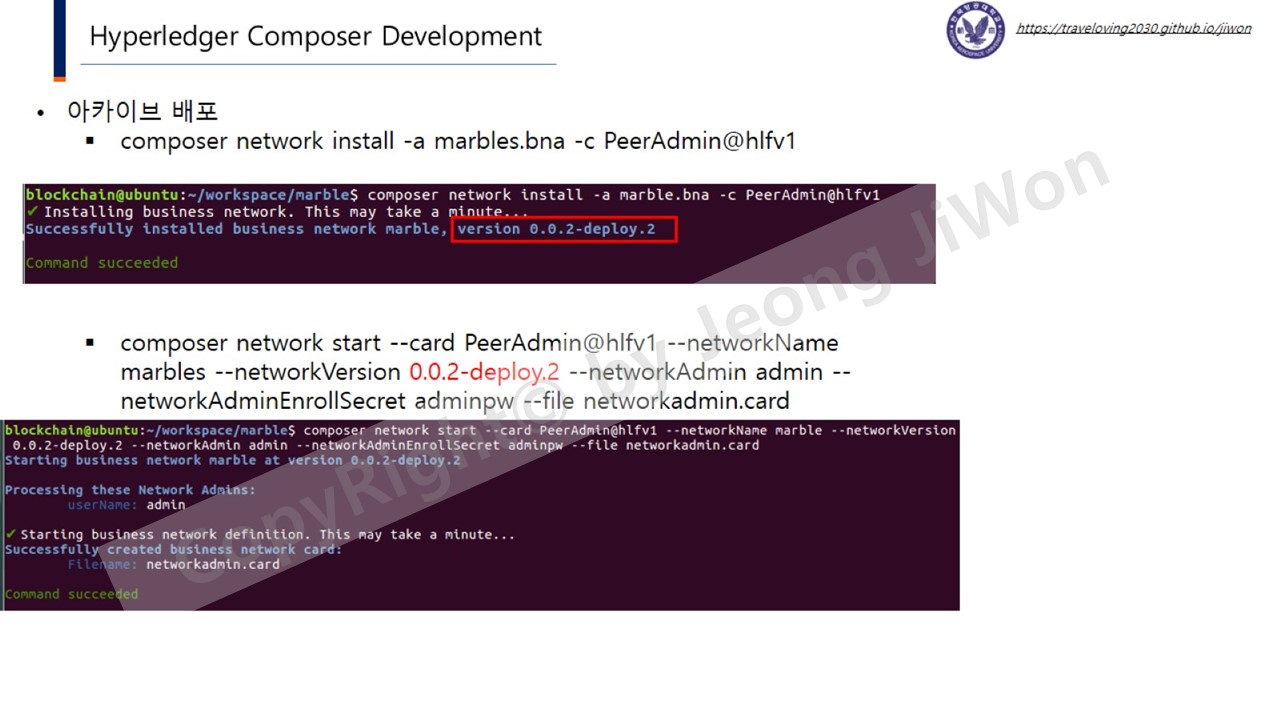 Hyperledger Composer Development
https://traveloving2030.github.io/jiwon
• 아카이브 배포
▪ composer network install -a marbles.bna -c PeerAdmin@hlfv1
blockchain@ubuntu:~/workspace/marble$ composer network install -a marble.bna -c PeerAdmin@hlfv1
✔ Installing business network. This may take a minute...
Successfully installed business network marble, version 0.0.2-deploy.2
Command succeeded
▪ composer network start --card PeerAdmin@hlfv1 --networkName
marbles --networkVersion 0.0.2-deploy.2 --networkAdmin admin --
networkAdminEnrollSecret adminpw --file networkadmin.card
blockchain@ubuntu:~/workspace/marble$ composer network start --card PeerAdmin@hlfv1 --networkName marble --networkVersion
0.0.2-deploy.2 --networkAdmin admin --networkAdminEnrollSecret adminpw --file networkadmin.card
Starting business network marble at version 0.0.2-deploy.2
Processing these Network Admins:
userName: admin
✔ Starting business network definition. This may take a minute...
Successfully created business network card:
Filename: networkadmin.card
Command succeeded
CopyRight© by Jeong JiWon